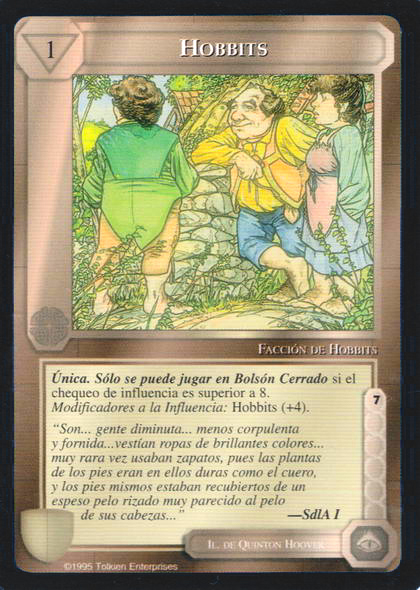 1
HOBBITS
FACCIÓN DE HOBBITS
Única. Sólo se puede jugar en Bolsón Cerrado si el
chequeo de influencia es superior a 8.
Modificadores a la Influencia: Hobbits (+4).
7
"Son... gente diminuta... menos corpulenta
y fornida...vestían ropas de brillantes colores...
muy rara vez usaban zapatos, pues las plantas
de los pies eran en ellos duras como el cuero,
y los pies mismos estaban recubiertos de un
espeso pelo rizado muy parecido al pelo
de sus cabezas..." —SdlA I
IL. DE QUINTON HOOVER
©1995 Tolkien Enterprises